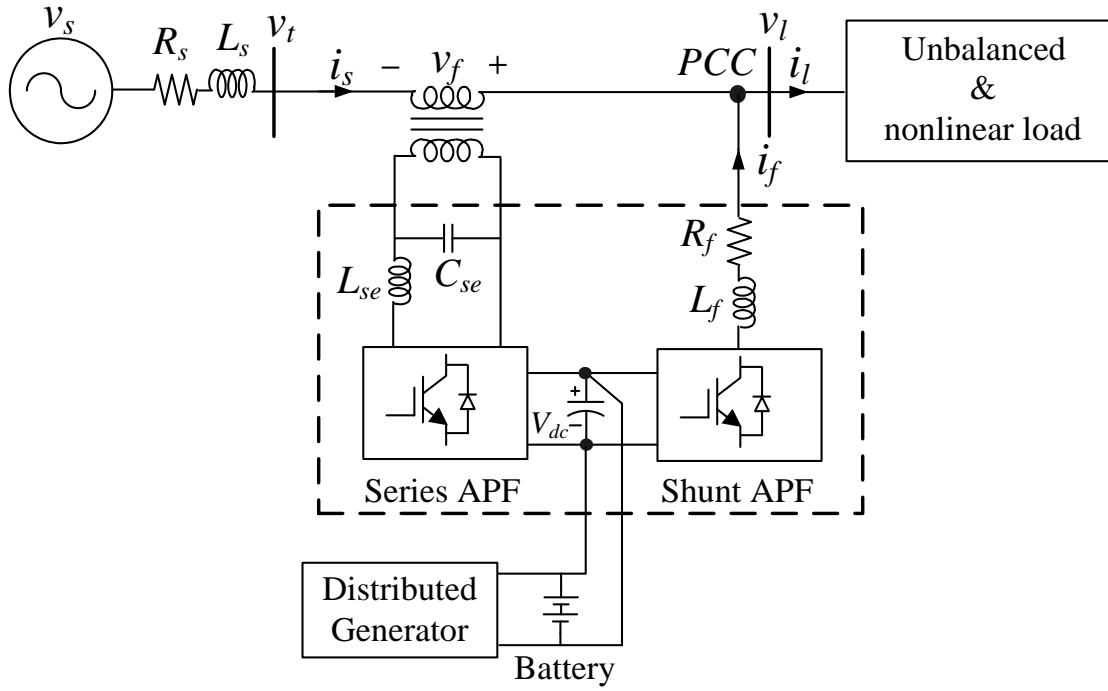 v_s
R_s
L_s
v_t
i_s
− v_f +
PCC
v_l
i_l
Unbalanced
&
nonlinear load
i_f
R_f
L_f
L_se
C_se
+
V_dc
−
Series APF
Shunt APF
Distributed
Generator
Battery